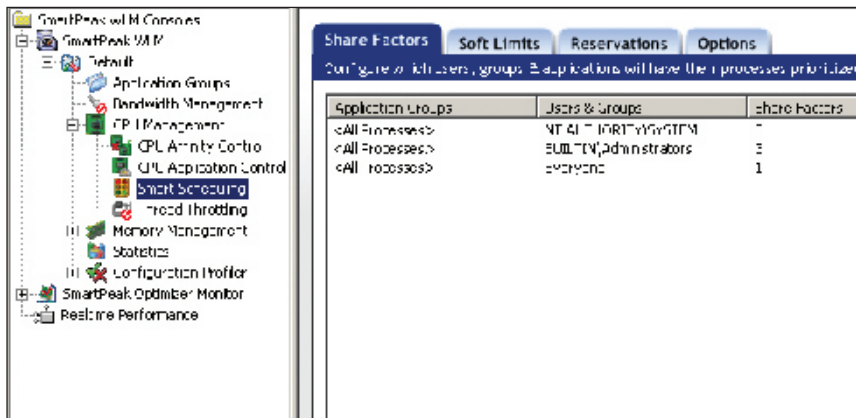 SmartPeak WLM Consoles
SmartPeak WLM
Default
Application Groups
Bandwidth Management
CPU Management
CPU Affinity Control
CPU Application Control
Smart Scheduling
Thread Throttling
Memory Management
Statistics
Configuration Profiler
SmartPeak Optimizer Monitor
Realtime Performance
Share Factors Soft Limits Reservations Options
Configure which users, groups & applications will have their processes prioritized
Application Groups Users & Groups Share Factors
<All Processes> NT AUTHORITY\SYSTEM
<All Processes> BUILTIN\Administrators 3
<All Processes> Everyone 1